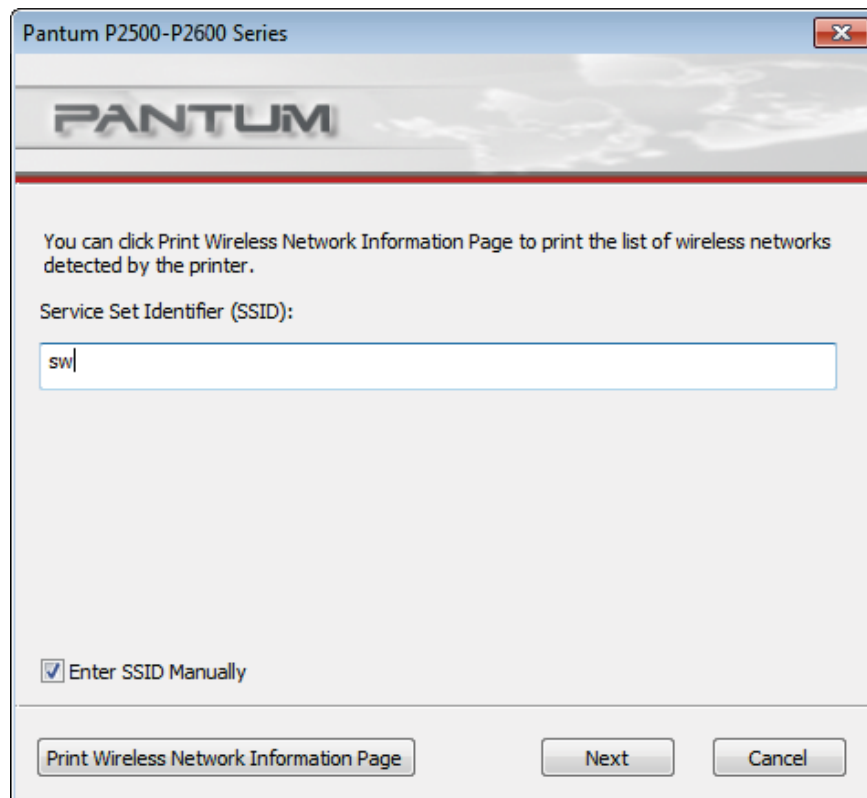 Pantum P2500-P2600 Series
PANTUM
You can click Print Wireless Network Information Page to print the list of wireless networks
detected by the printer.
Service Set Identifier (SSID):
sw
Enter SSID Manually
Print Wireless Network Information Page Next Cancel